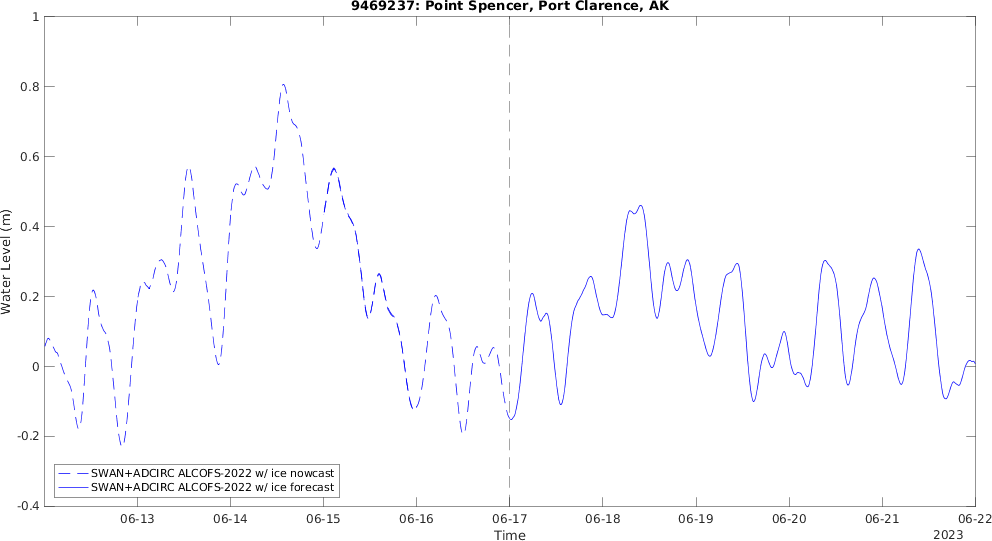 9469237: Point Spencer, Port Clarence, AK
1
0.8
0.6
0.4
0.2
0
-0.2
-0.4
Water Level (m)
SWAN+ADCIRC ALCOFS-2022 w/ ice nowcast
SWAN+ADCIRC ALCOFS-2022 w/ ice forecast
06-13 06-14 06-15 06-16 06-17 06-18 06-19 06-20 06-21 06-22
Time
2023